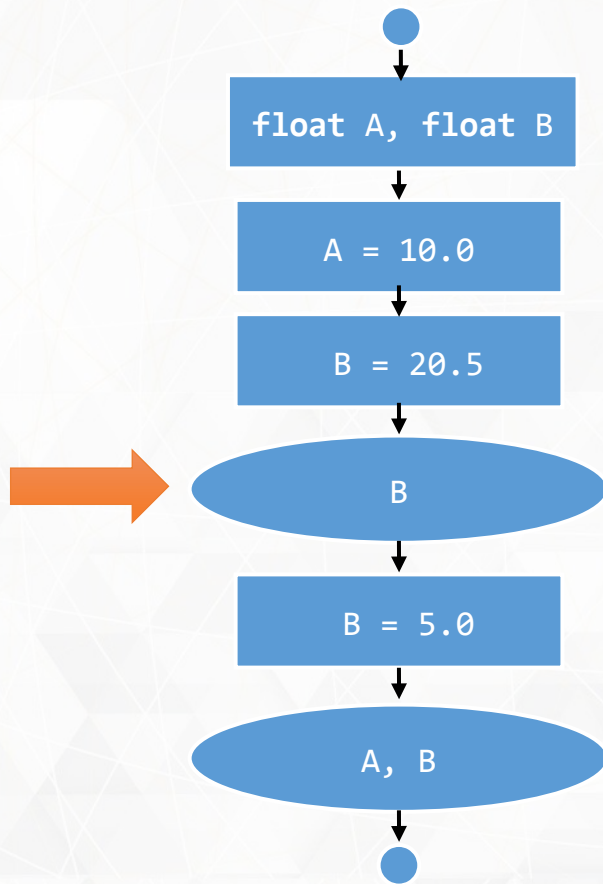 float A, float B
A = 10.0
B = 20.5
B
B = 5.0
A, B